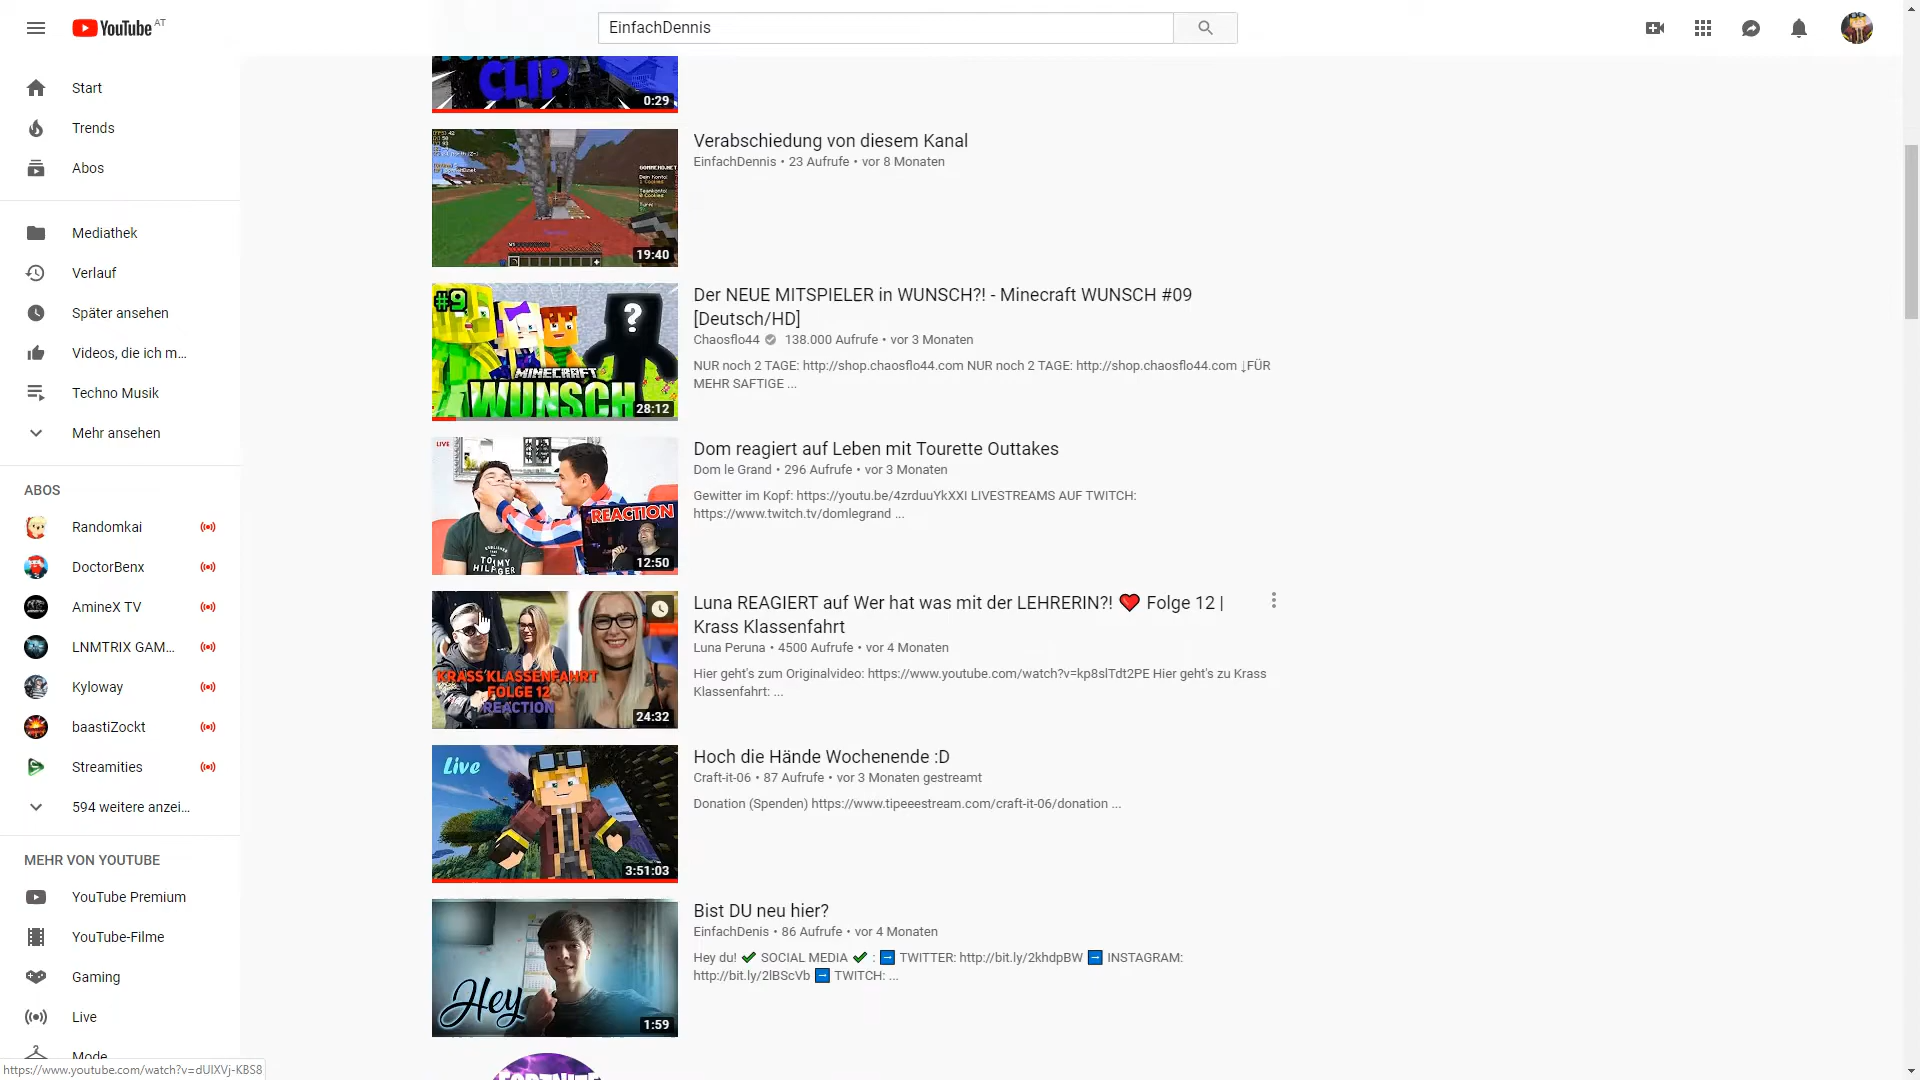 YouTube AT
EinfachDennis
Start
Trends
Abos
Mediathek
Verlauf
Später ansehen
Videos, die ich m...
Techno Musik
Mehr ansehen
ABOS
Randomkai
DoctorBenx
AmineX TV
LNMTRIX GAM...
Kyloway
baastiZockt
Streamities
594 weitere anzei...
MEHR VON YOUTUBE
YouTube Premium
YouTube-Filme
Gaming
Live
Mode
https://www.youtube.com/watch?v=dUlXVj-KBS8
CLIP
0:29
19:40
Verabschiedung von diesem Kanal
EinfachDennis • 23 Aufrufe • vor 8 Monaten
#9
?
MINECRAFT
WUNSCH
28:12
Der NEUE MITSPIELER in WUNSCH?! - Minecraft WUNSCH #09
[Deutsch/HD]
Chaosflo44 138.000 Aufrufe • vor 3 Monaten
NUR noch 2 TAGE: http://shop.chaosflo44.com NUR noch 2 TAGE: http://shop.chaosflo44.com ↓FÜR
MEHR SAFTIGE ...
LIVE
REACTION
TOMMY
HILFIGER
12:50
Dom reagiert auf Leben mit Tourette Outtakes
Dom le Grand • 296 Aufrufe • vor 3 Monaten
Gewitter im Kopf: https://youtu.be/4zrduuYkXXI LIVESTREAMS AUF TWITCH:
https://www.twitch.tv/domlegrand ...
KRASS KLASSENFAHRT
FOLGE 12
REACTION
24:32
Luna REAGIERT auf Wer hat was mit der LEHRERIN?! ❤ Folge 12 |
Krass Klassenfahrt
Luna Peruna • 4500 Aufrufe • vor 4 Monaten
Hier geht's zum Originalvideo: https://www.youtube.com/watch?v=kp8slTdt2PE Hier geht's zu Krass
Klassenfahrt: ...
Live
3:51:03
Hoch die Hände Wochenende :D
Craft-it-06 • 87 Aufrufe • vor 3 Monaten gestreamt
Donation (Spenden) https://www.tipeeestream.com/craft-it-06/donation ...
Hey
1:59
Bist DU neu hier?
EinfachDenis • 86 Aufrufe • vor 4 Monaten
Hey du! ✔ SOCIAL MEDIA ✔ : ➡ TWITTER: http://bit.ly/2khdpBW ➡ INSTAGRAM:
http://bit.ly/2lBScVb ➡ TWITCH: ...